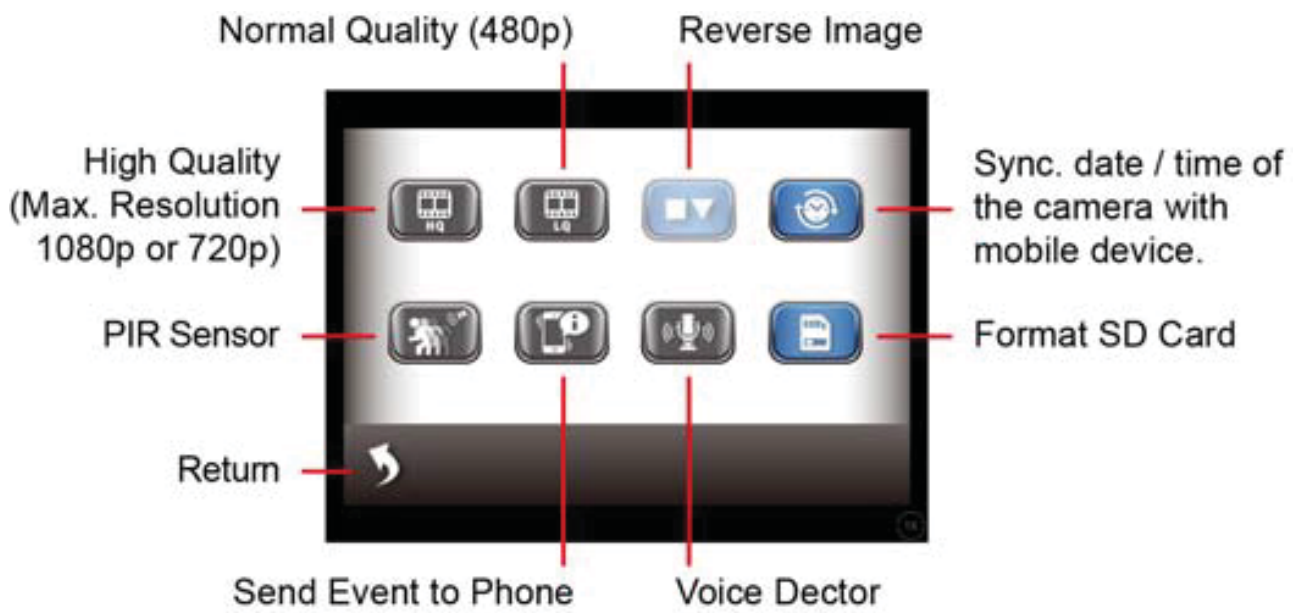 Normal Quality (480p)
Reverse Image
High Quality
(Max. Resolution
1080p or 720p)
Sync. date / time of
the camera with
mobile device.
HQ
LQ
PIR Sensor
Format SD Card
Return
Send Event to Phone
Voice Dector